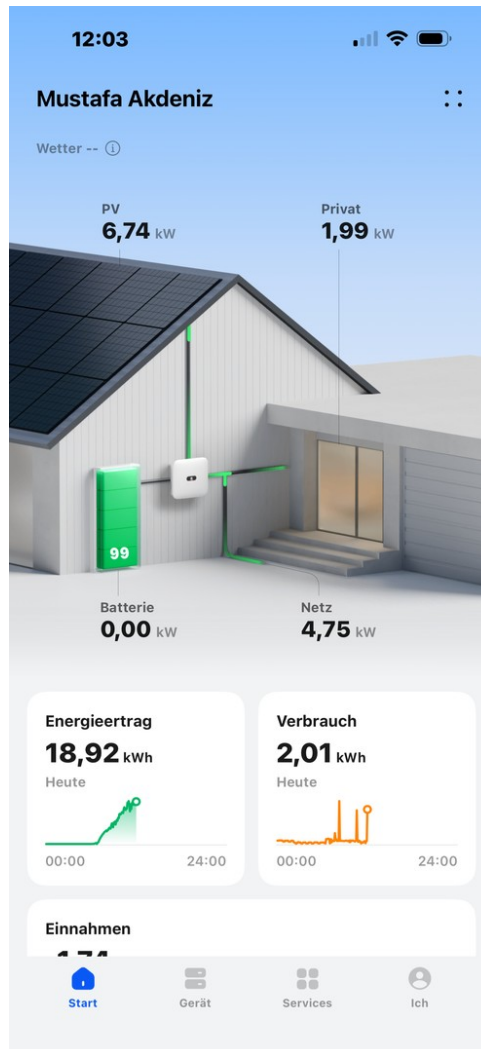 12:03
Mustafa Akdeniz
Wetter --
PV
6,74 kW
Privat
1,99 kW
99
Batterie
0,00 kW
Netz
4,75 kW
Energieertrag
18,92 kWh
Heute
00:00 24:00
Verbrauch
2,01 kWh
Heute
00:00 24:00
Einnahmen
Start
Gerät
Services
Ich